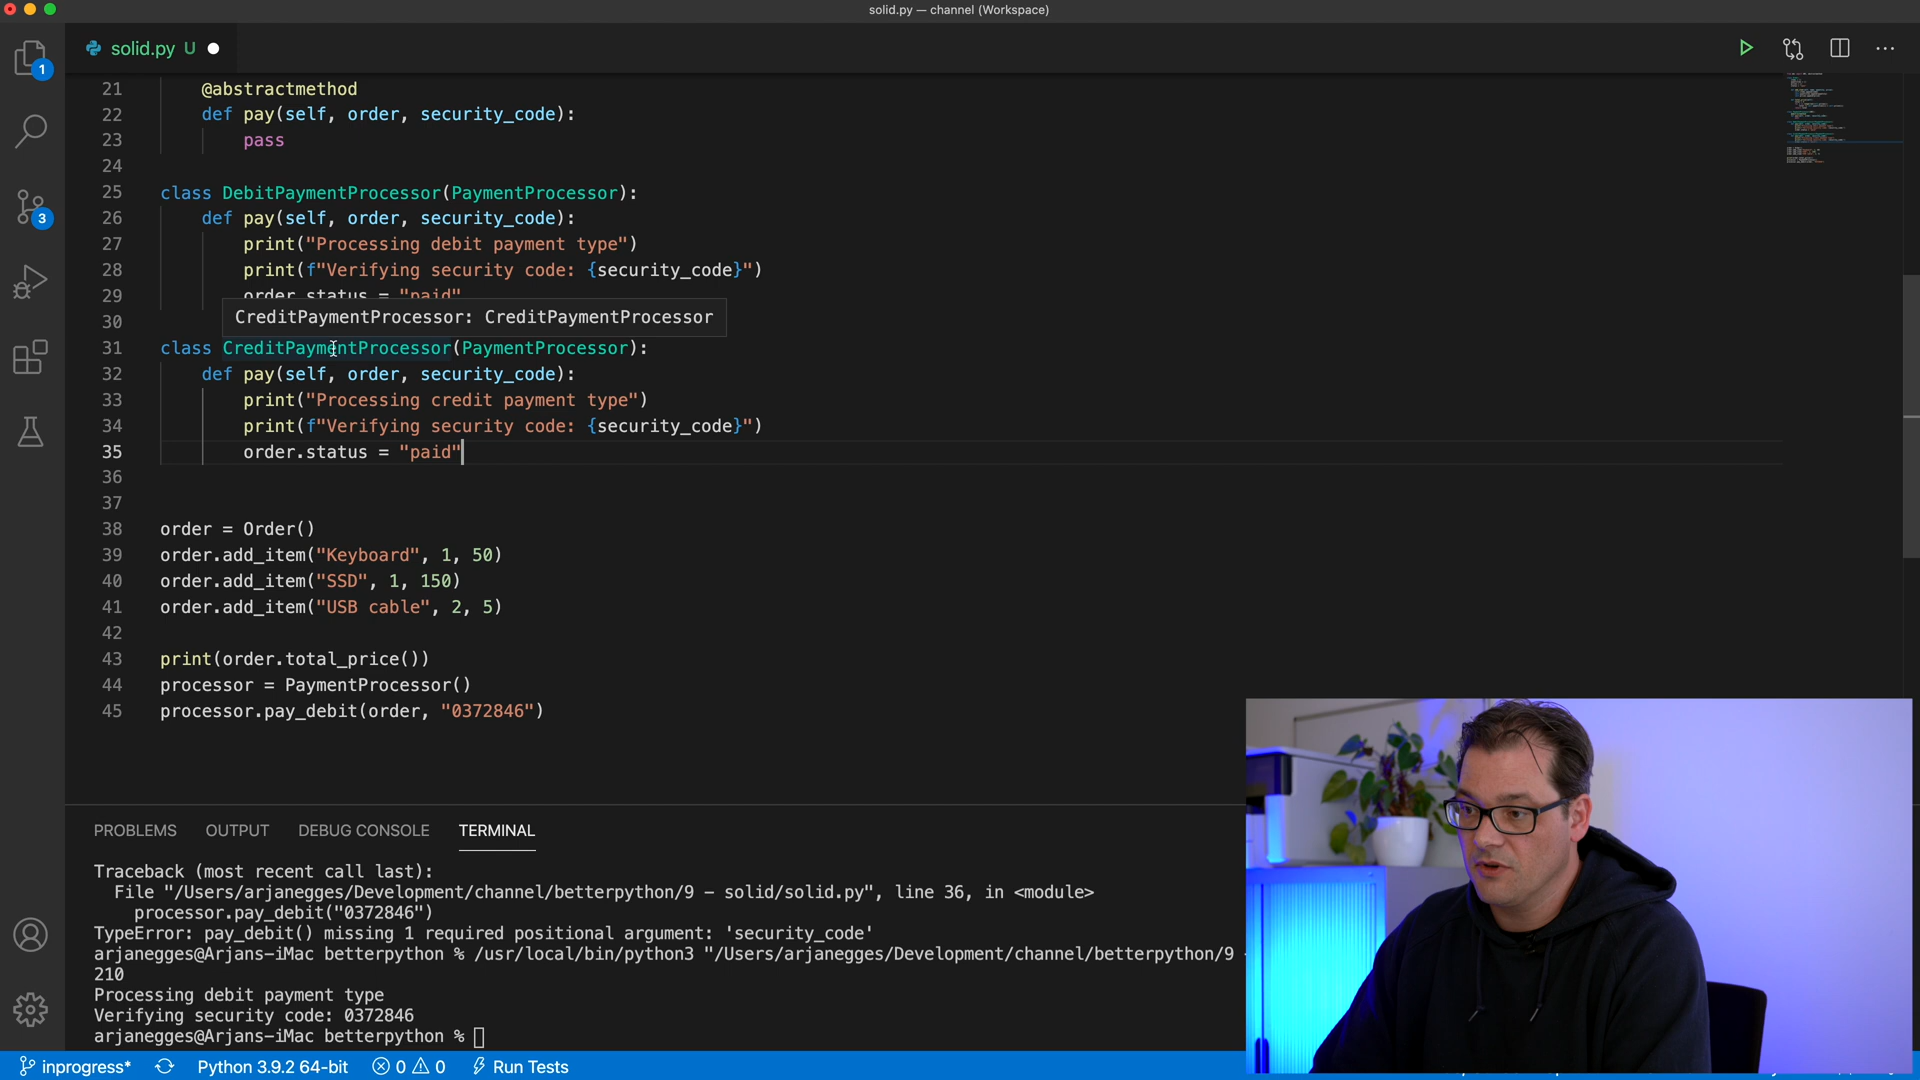 solid.py — channel (Workspace)
solid.py U
21 @abstractmethod
22 def pay(self, order, security_code):
23 pass
24
25 class DebitPaymentProcessor(PaymentProcessor):
26 def pay(self, order, security_code):
27 print("Processing debit payment type")
28 print(f"Verifying security code: {security_code}")
29 order.status = "paid"
30 CreditPaymentProcessor: CreditPaymentProcessor
31 class CreditPaymentProcessor(PaymentProcessor):
32 def pay(self, order, security_code):
33 print("Processing credit payment type")
34 print(f"Verifying security code: {security_code}")
35 order.status = "paid"
36
37
38 order = Order()
39 order.add_item("Keyboard", 1, 50)
40 order.add_item("SSD", 1, 150)
41 order.add_item("USB cable", 2, 5)
42
43 print(order.total_price())
44 processor = PaymentProcessor()
45 processor.pay_debit(order, "0372846")
1
3
PROBLEMS OUTPUT DEBUG CONSOLE TERMINAL
Traceback (most recent call last):
File "/Users/arjanegges/Development/channel/betterpython/9 - solid/solid.py", line 36, in <module>
processor.pay_debit("0372846")
TypeError: pay_debit() missing 1 required positional argument: 'security_code'
arjanegges@Arjans-iMac betterpython % /usr/local/bin/python3 "/Users/arjanegges/Development/channel/betterpython/9
210
Processing debit payment type
Verifying security code: 0372846
arjanegges@Arjans-iMac betterpython %
inprogress* Python 3.9.2 64-bit 0 0 Run Tests